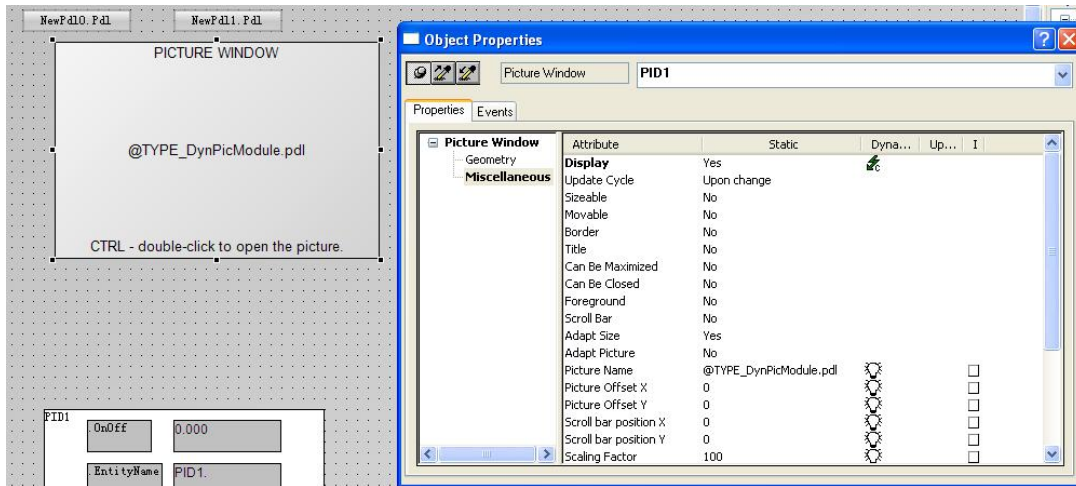 NewPdl0.Pdl
NewPdl1.Pdl
PICTURE WINDOW
@TYPE_DynPicModule.pdl
CTRL - double-click to open the picture.
PID1
.OnOff 0.000
.EntityName PID1.
Object Properties
Picture Window PID1
Properties Events
Picture Window
Geometry
Miscellaneous
Attribute Static Dyna... Up... I
Display Yes
Update Cycle Upon change
Sizeable No
Movable No
Border No
Title No
Can Be Maximized No
Can Be Closed No
Foreground No
Scroll Bar No
Adapt Size Yes
Adapt Picture No
Picture Name @TYPE_DynPicModule.pdl
Picture Offset X 0
Picture Offset Y 0
Scroll bar position X 0
Scroll bar position Y 0
Scaling Factor 100